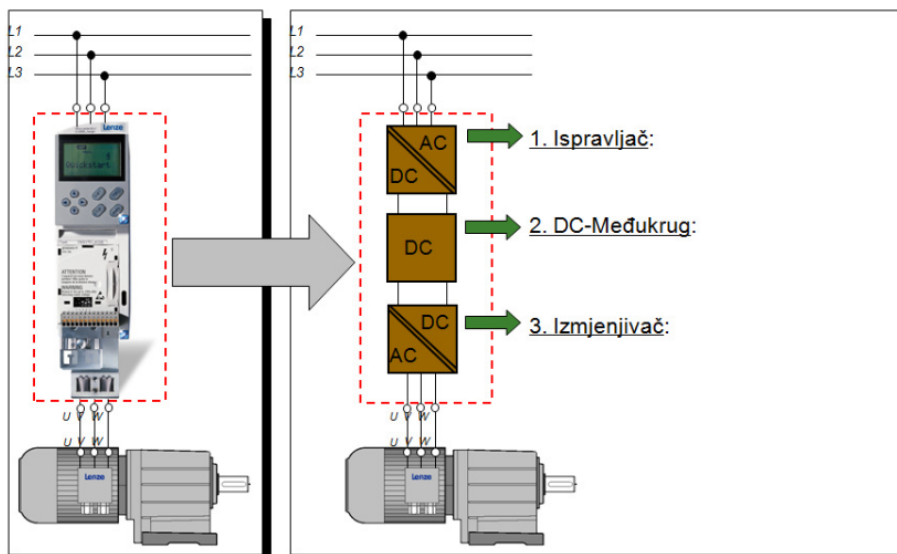 L1
L2
L3
Lenze
Quickstart
ATTENTION
WARNING
U V W
U V W
Lenze
L1
L2
L3
AC
DC
1. Ispravljač:
DC
2. DC-Međukrug:
DC
AC
3. Izmjenjivač:
U V W
U V W
Lenze